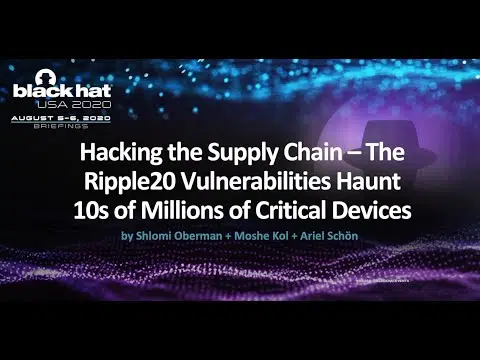 black hat
USA 2020
AUGUST 5-6, 2020
BRIEFINGS
Hacking the Supply Chain – The
Ripple20 Vulnerabilities Haunt
10s of Millions of Critical Devices
by Shlomi Oberman + Moshe Kol + Ariel Schön